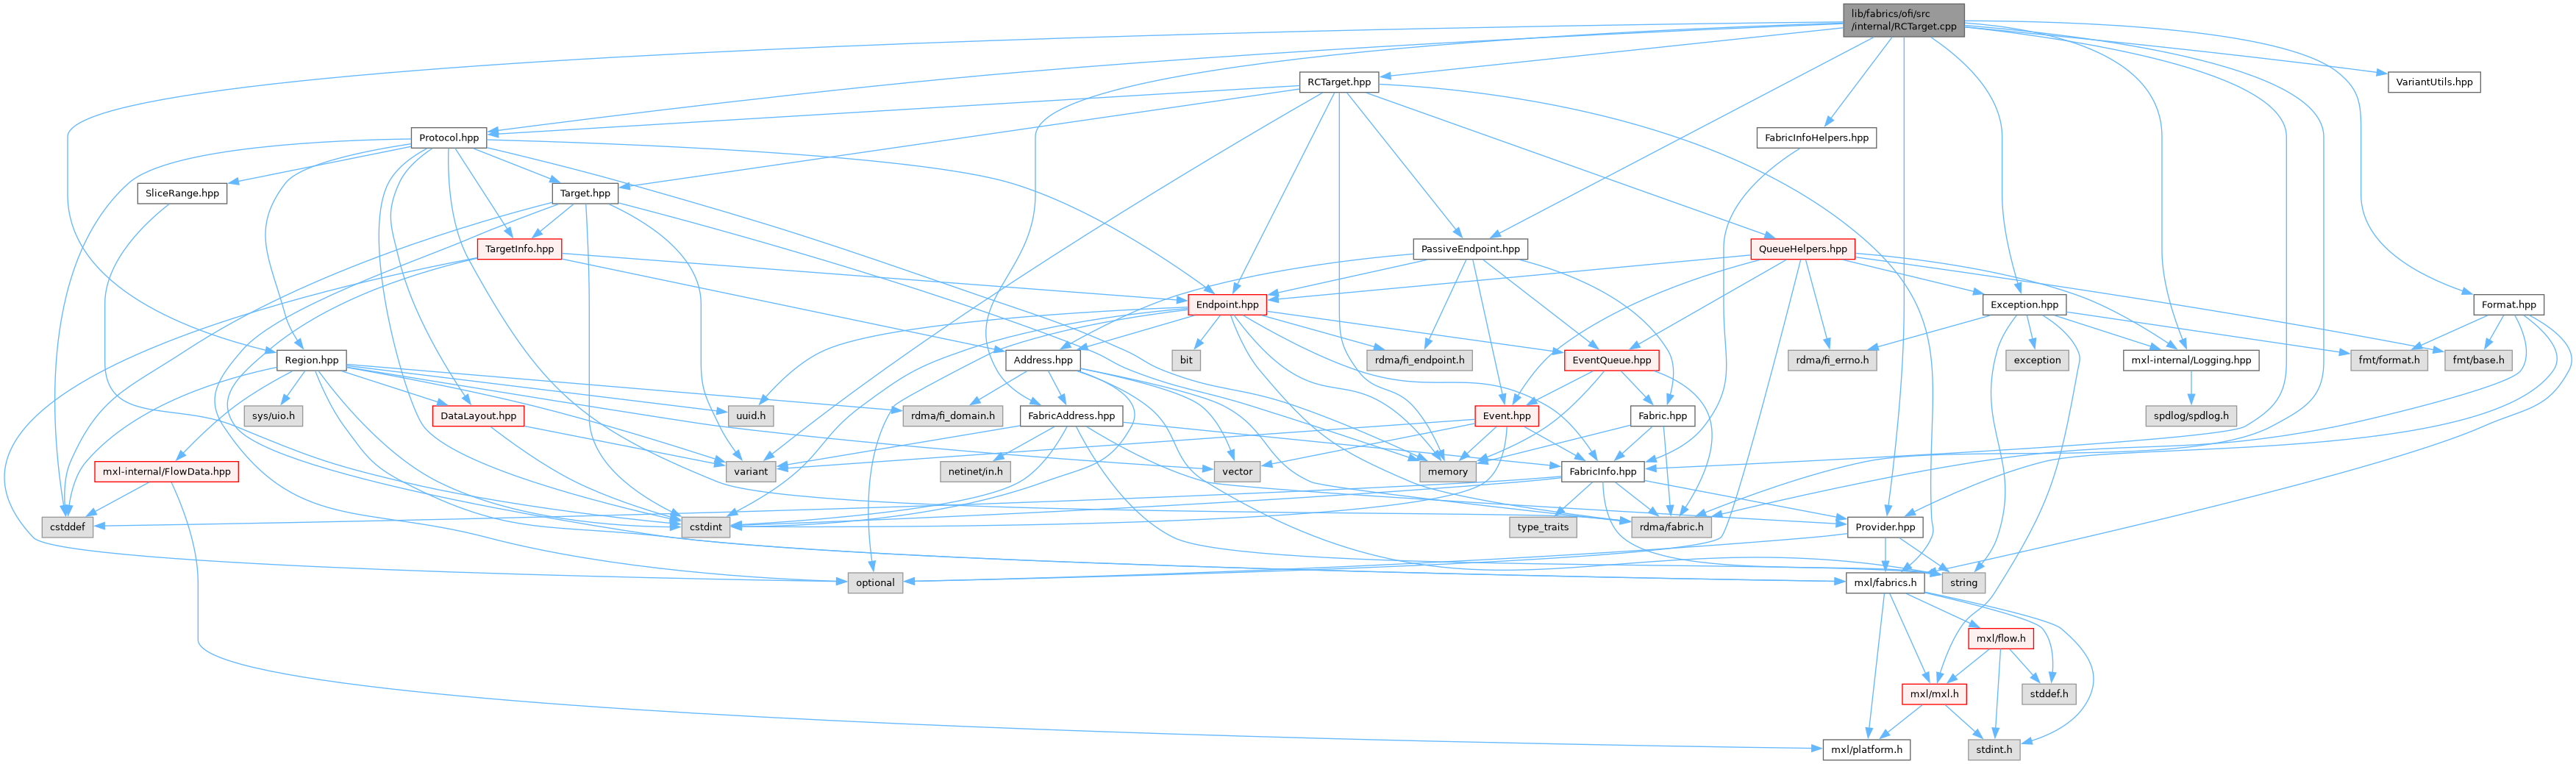 lib/fabrics/ofi/src
/internal/RCTarget.cpp
RCTarget.hpp
VariantUtils.hpp
Protocol.hpp
FabricInfoHelpers.hpp
SliceRange.hpp
Target.hpp
TargetInfo.hpp
PassiveEndpoint.hpp
QueueHelpers.hpp
Endpoint.hpp
Exception.hpp
Format.hpp
Region.hpp
Address.hpp
bit
rdma/fi_endpoint.h
EventQueue.hpp
rdma/fi_errno.h
exception
mxl-internal/Logging.hpp
fmt/format.h
fmt/base.h
sys/uio.h
DataLayout.hpp
uuid.h
rdma/fi_domain.h
FabricAddress.hpp
Event.hpp
Fabric.hpp
spdlog/spdlog.h
mxl-internal/FlowData.hpp
variant
netinet/in.h
vector
memory
FabricInfo.hpp
cstddef
cstdint
type_traits
rdma/fabric.h
Provider.hpp
optional
mxl/fabrics.h
string
mxl/flow.h
mxl/mxl.h
stddef.h
mxl/platform.h
stdint.h